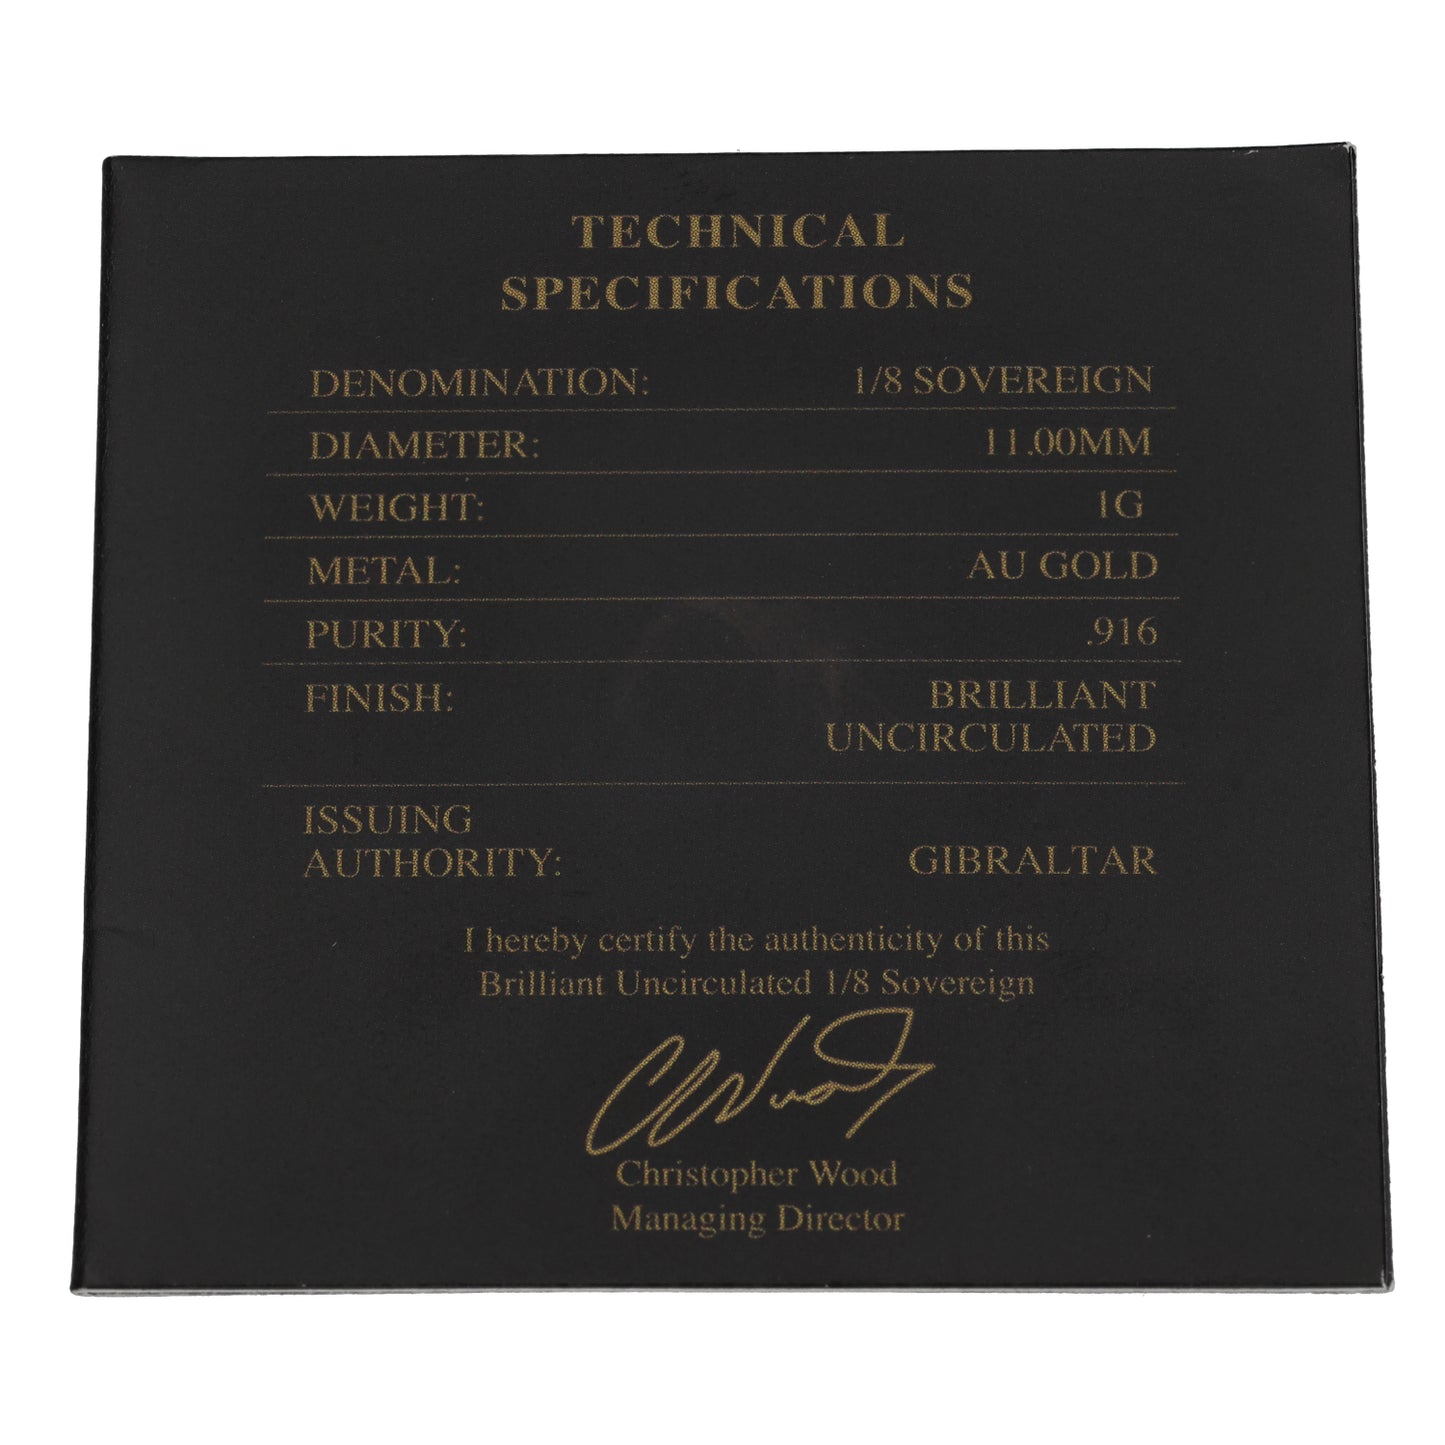 TECHNICAL
SPECIFICATIONS
DENOMINATION: 1/8 SOVEREIGN
DIAMETER: 11.00MM
WEIGHT: 1G
METAL: AU GOLD
PURITY: .916
FINISH: BRILLIANT
UNCIRCULATED
ISSUING
AUTHORITY: GIBRALTAR
I hereby certify the authenticity of this
Brilliant Uncirculated 1/8 Sovereign
C Wood
Christopher Wood
Managing Director